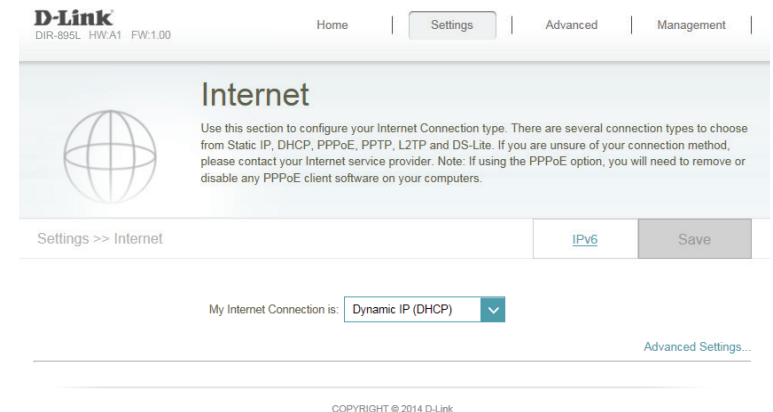 D-Link
DIR-895L HW:A1 FW:1.00
Home
Settings
Advanced
Management
Internet
Use this section to configure your Internet Connection type. There are several connection types to choose
from Static IP, DHCP, PPPoE, PPTP, L2TP and DS-Lite. If you are unsure of your connection method,
please contact your Internet service provider. Note: If using the PPPoE option, you will need to remove or
disable any PPPoE client software on your computers.
Settings >> Internet
IPv6
Save
My Internet Connection is: Dynamic IP (DHCP)
Advanced Settings...
COPYRIGHT © 2014 D-Link